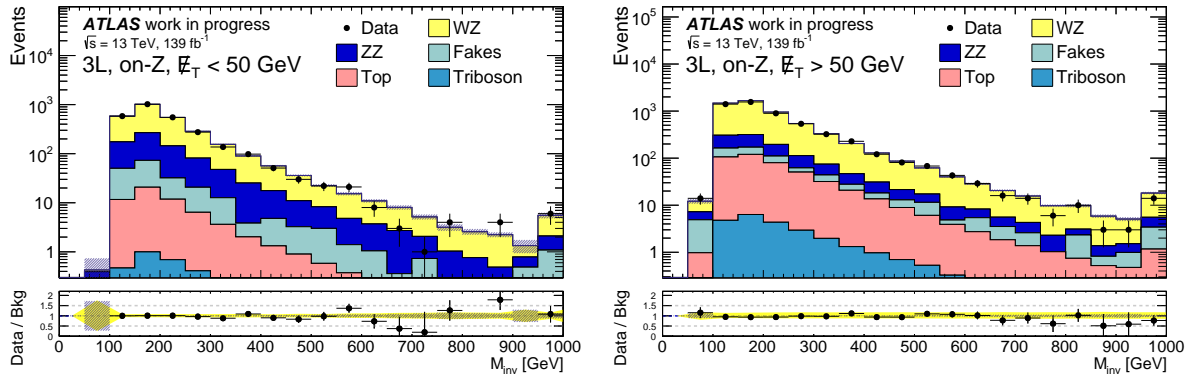 Events
10⁴
10³
10²
10
1
ATLAS work in progress
√s = 13 TeV, 139 fb⁻¹
3L, on-Z, E̸_T < 50 GeV
Data WZ
ZZ Fakes
Top Triboson
Data / Bkg
2
1.5
1
0.5
0
0 100 200 300 400 500 600 700 800 900 1000
M_inv [GeV]
Events
10⁵
10⁴
10³
10²
10
1
ATLAS work in progress
√s = 13 TeV, 139 fb⁻¹
3L, on-Z, E̸_T > 50 GeV
Data WZ
ZZ Fakes
Top Triboson
Data / Bkg
2
1.5
1
0.5
0
0 100 200 300 400 500 600 700 800 900 1000
M_inv [GeV]